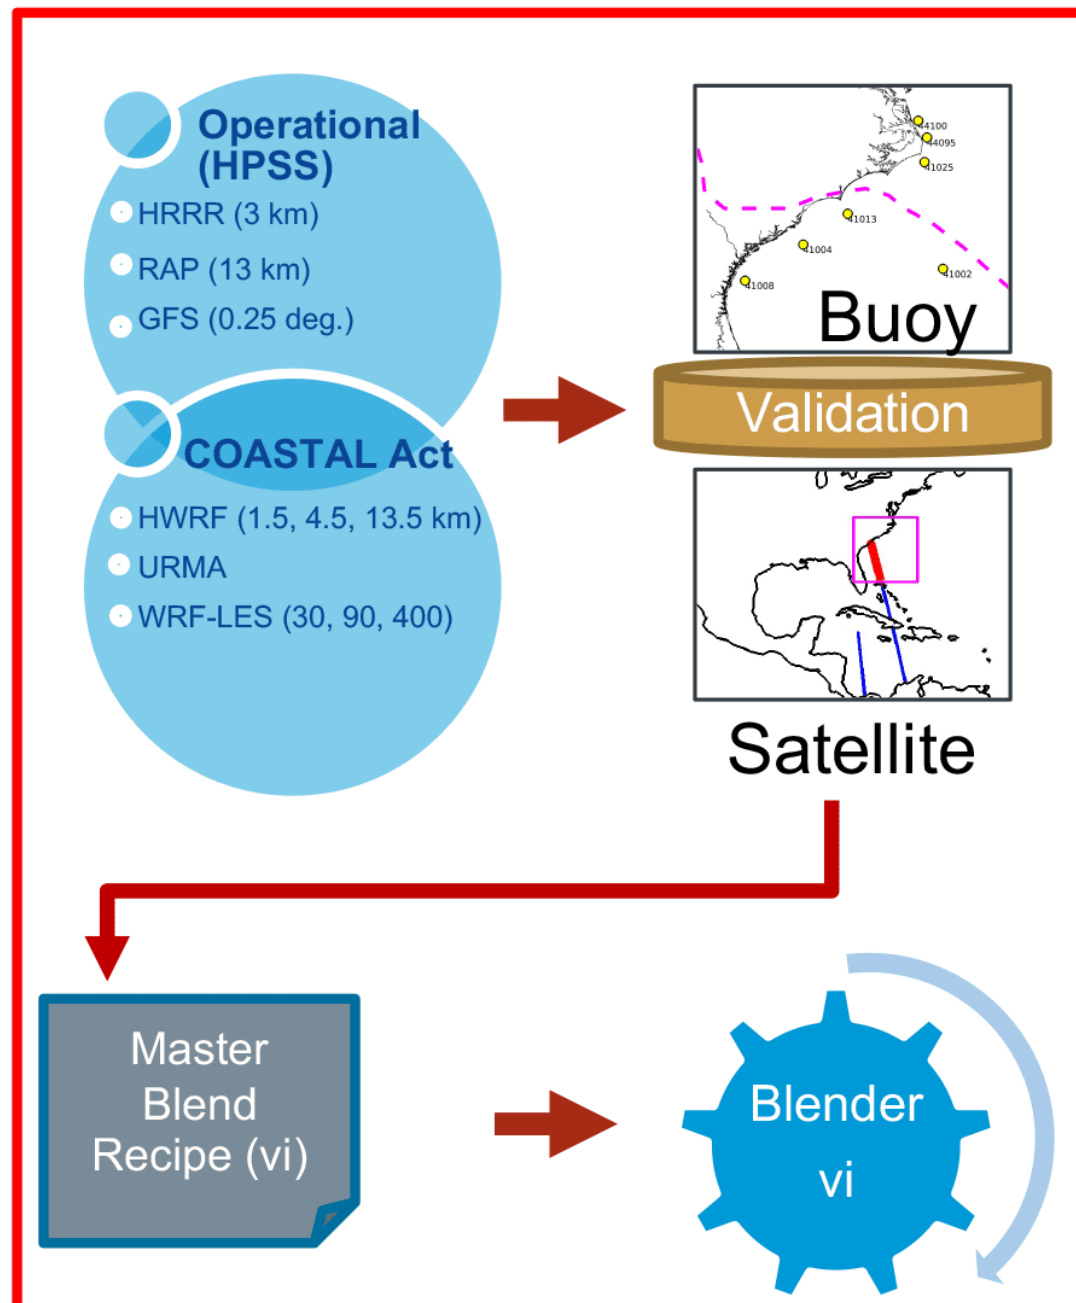 Operational
(HPSS)
HRRR (3 km)
RAP (13 km)
GFS (0.25 deg.)
COASTAL Act
HWRF (1.5, 4.5, 13.5 km)
URMA
WRF-LES (30, 90, 400)
44100
44095
41025
41013
41004
41002
41008
Buoy
Validation
Satellite
Master
Blend
Recipe (vi)
Blender
vi